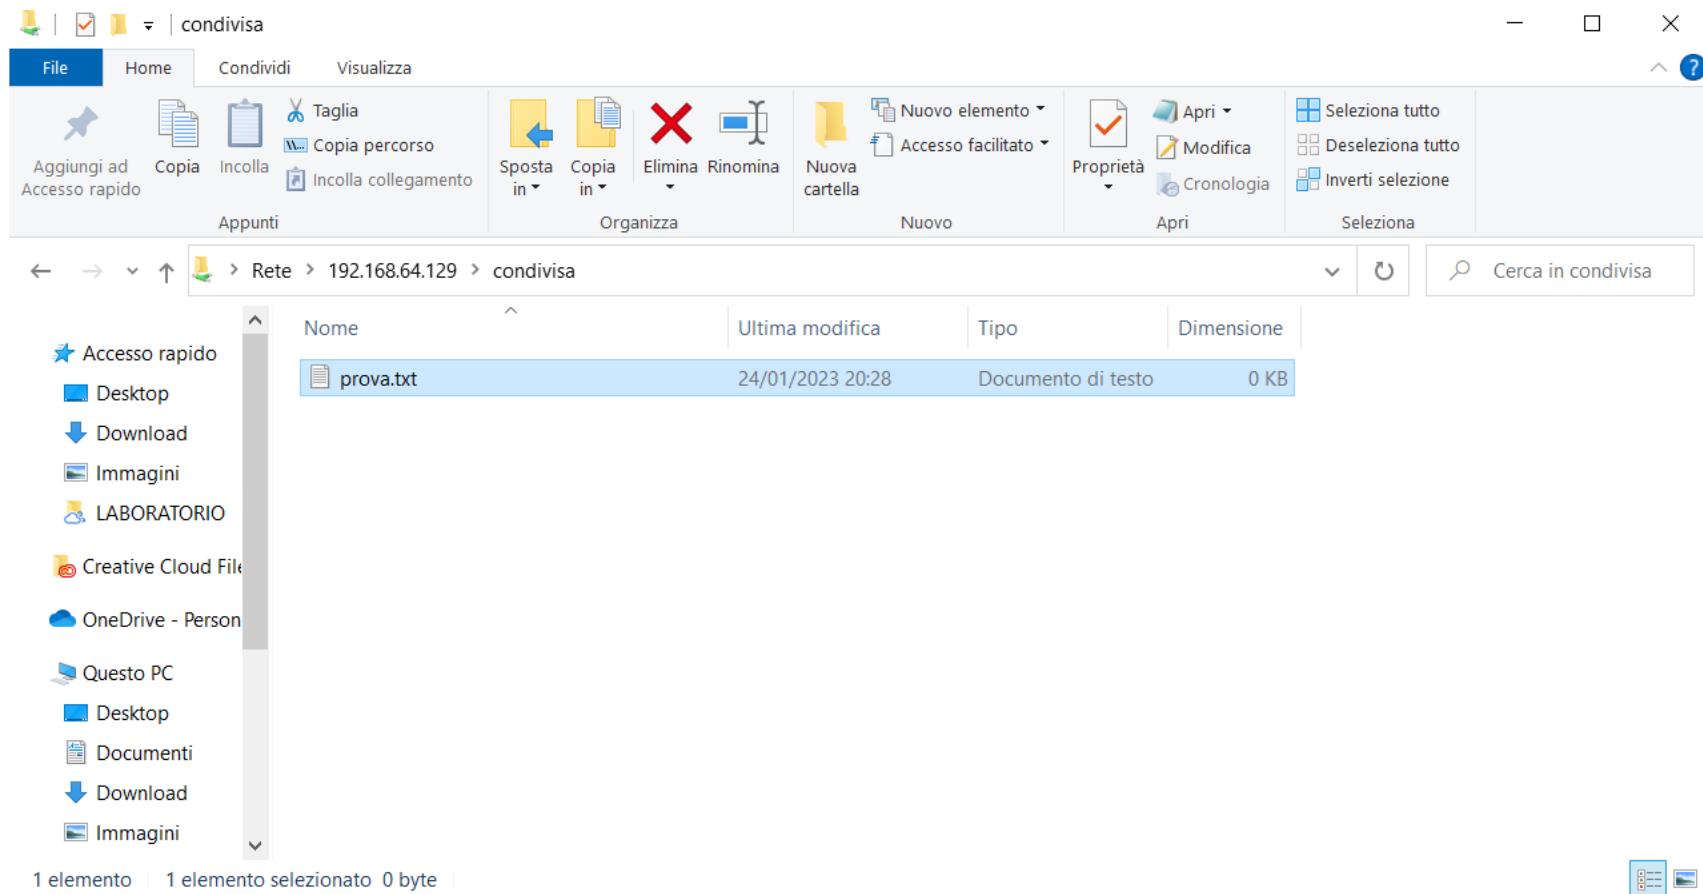 condivisa
File Home Condividi Visualizza
Aggiungi ad Accesso rapido
Copia
Incolla
Taglia
Copia percorso
Incolla collegamento
Appunti
Sposta in
Copia in
Elimina
Rinomina
Organizza
Nuova cartella
Nuovo elemento
Accesso facilitato
Nuovo
Proprietà
Apri
Modifica
Cronologia
Apri
Seleziona tutto
Deseleziona tutto
Inverti selezione
Seleziona
Rete > 192.168.64.129 > condivisa
Cerca in condivisa
Nome Ultima modifica Tipo Dimensione
prova.txt 24/01/2023 20:28 Documento di testo 0 KB
Accesso rapido
Desktop
Download
Immagini
LABORATORIO
Creative Cloud File
OneDrive - Person
Questo PC
Desktop
Documenti
Download
Immagini
1 elemento 1 elemento selezionato 0 byte